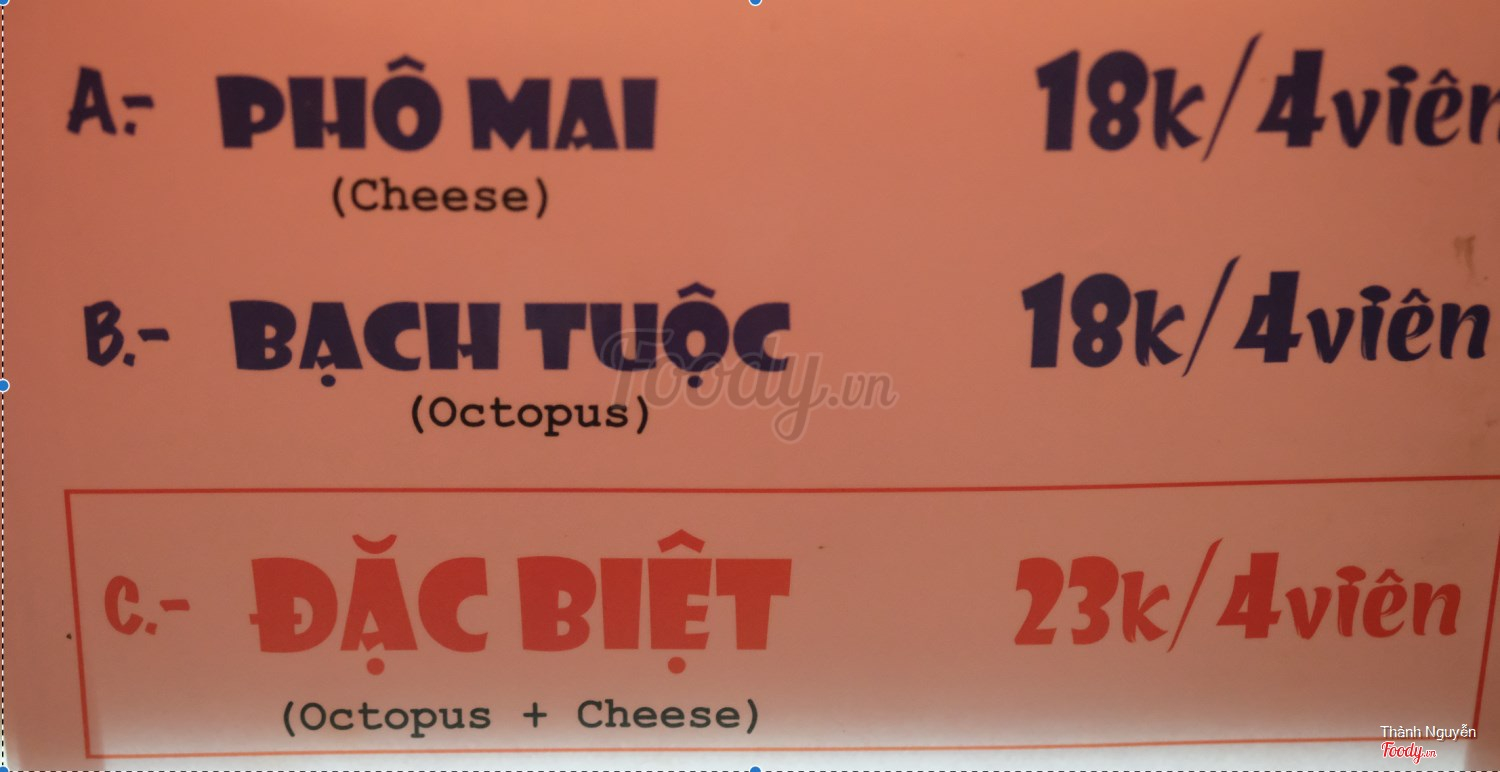 A.- PHÔ MAI 18k/4viên
(Cheese)
B.- BẠCH TUỘC 18k/4viên
(Octopus)
Foody.vn
C.- ĐẶC BIỆT 23k/4viên
(Octopus + Cheese)
Thành Nguyễn
Foody.vn